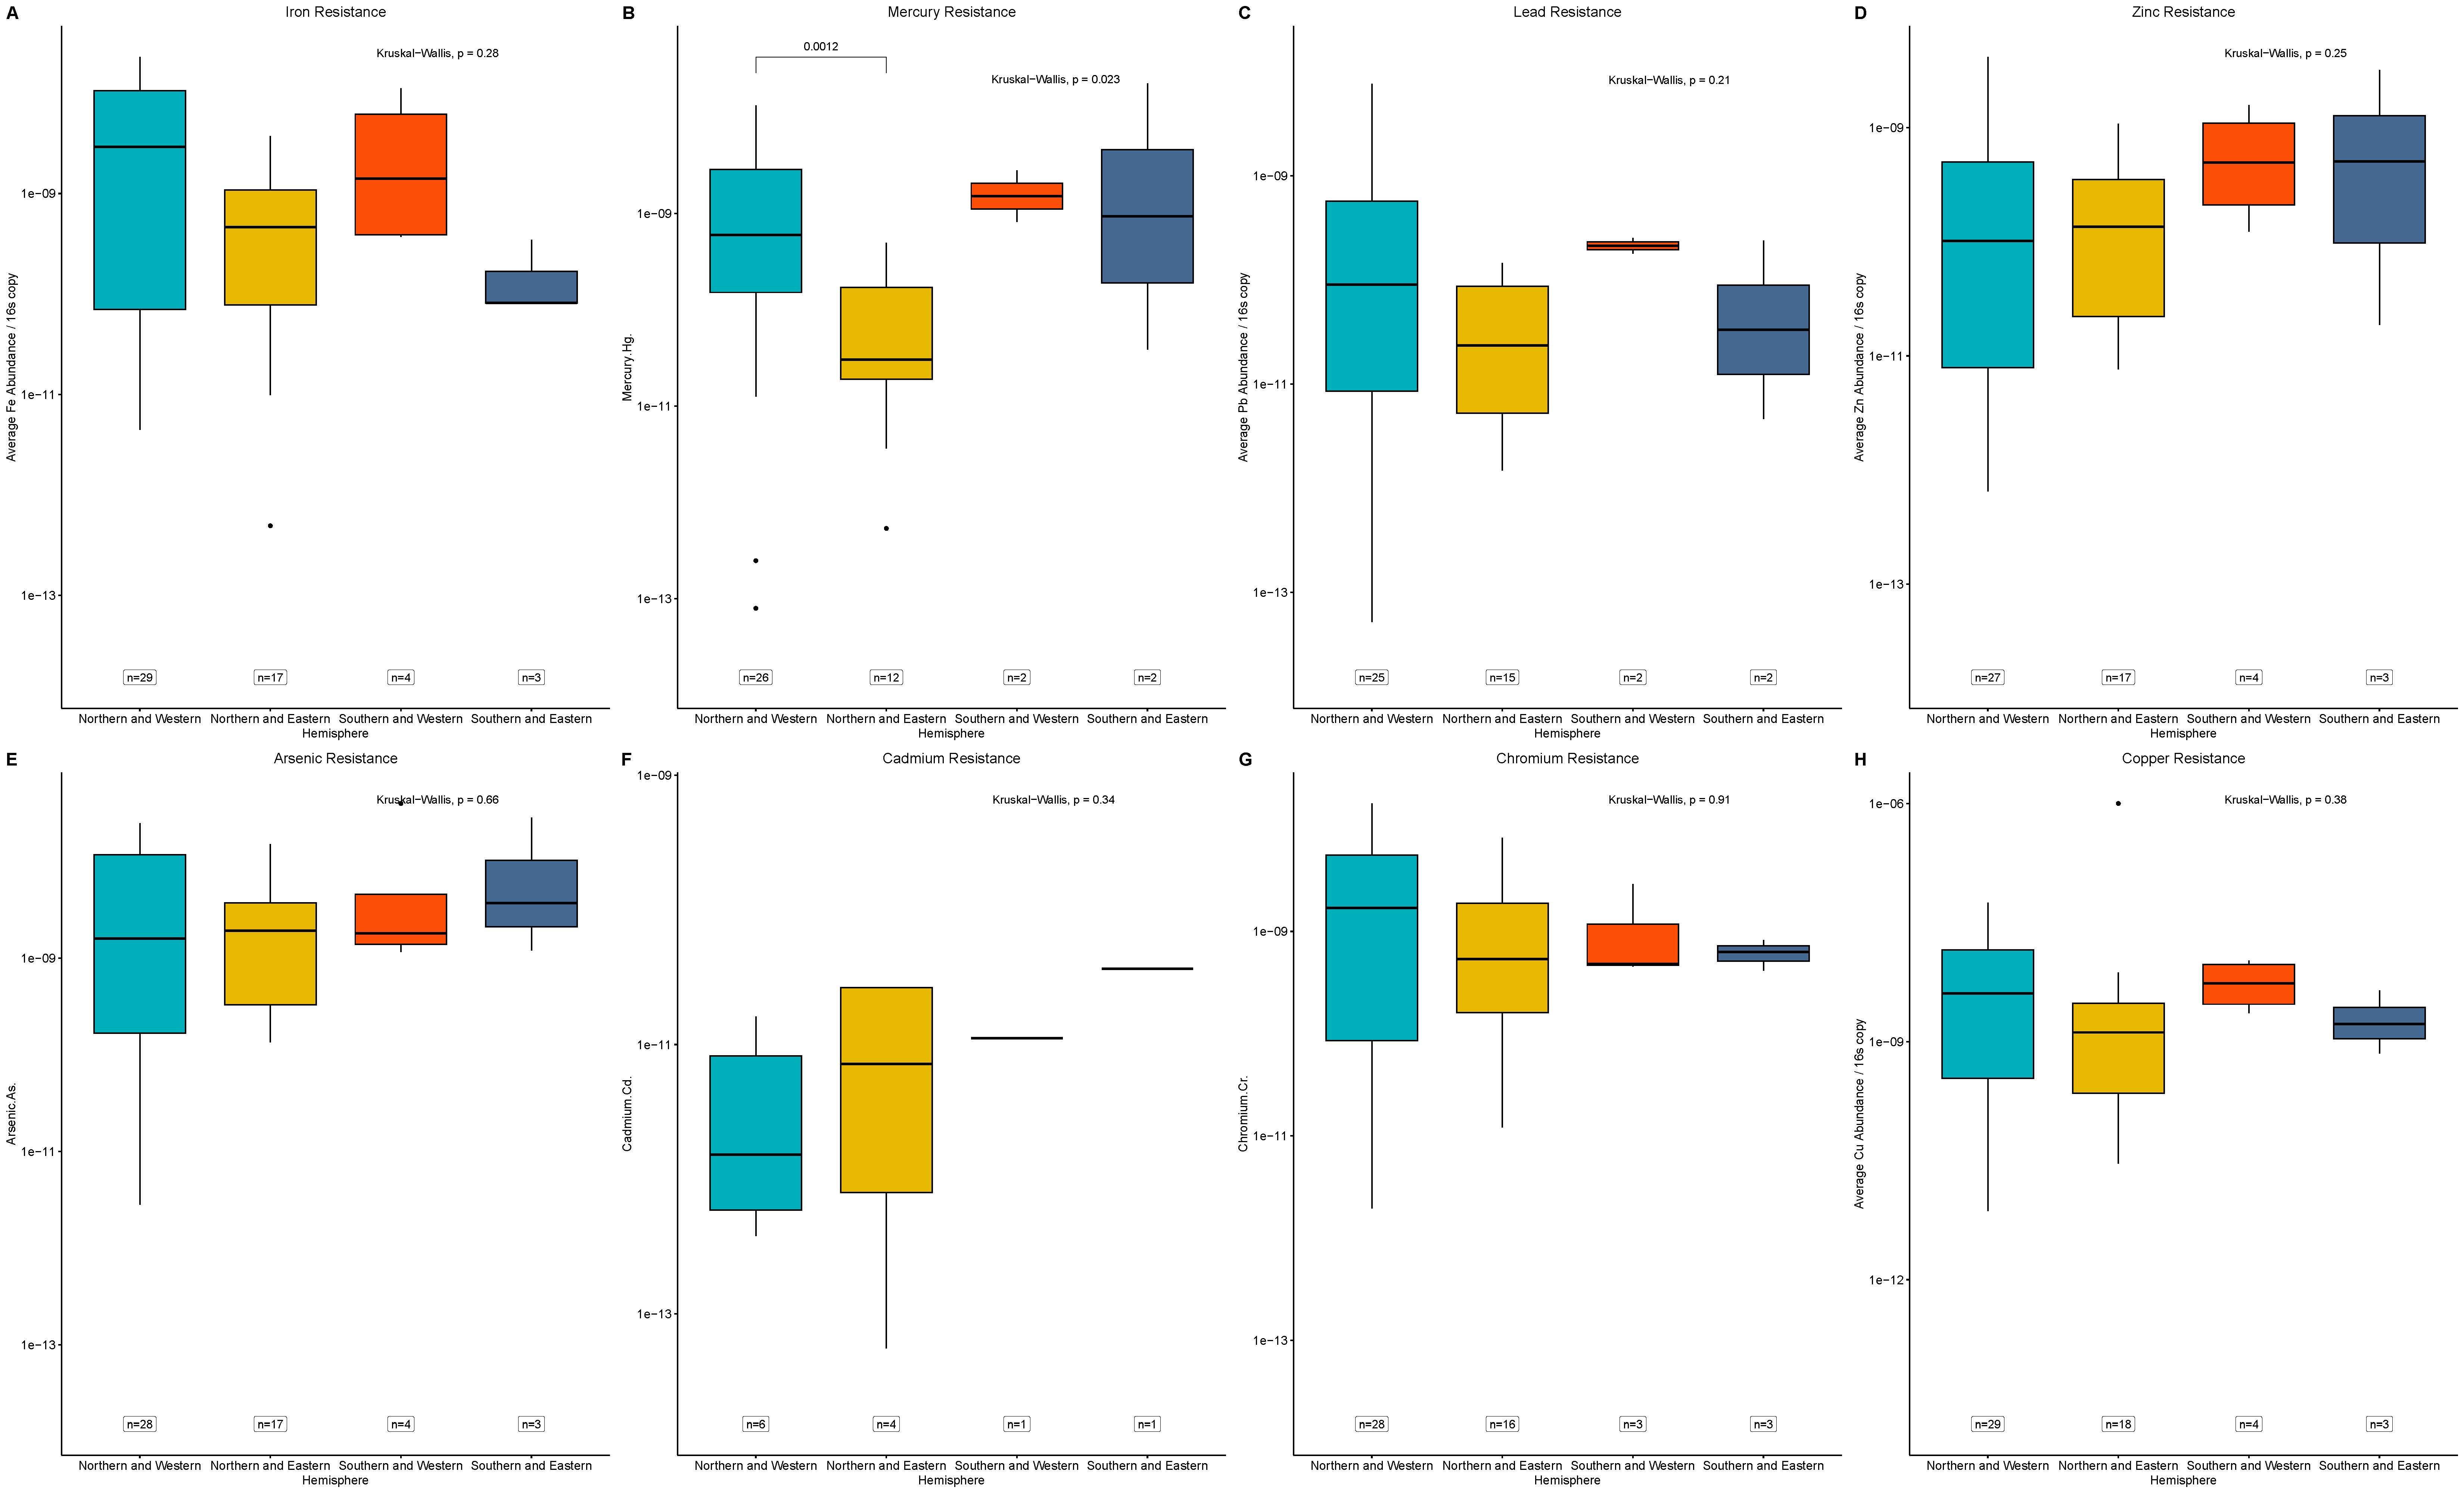 A
Iron Resistance
Kruskal−Wallis, p = 0.28
Average Fe Abundance / 16s copy
1e−09
1e−11
1e−13
n=29
n=17
n=4
n=3
Northern and Western
Northern and Eastern
Southern and Western
Southern and Eastern
Hemisphere
B
Mercury Resistance
0.0012
Kruskal−Wallis, p = 0.023
Mercury.Hg.
1e−09
1e−11
1e−13
n=26
n=12
n=2
n=2
Northern and Western
Northern and Eastern
Southern and Western
Southern and Eastern
Hemisphere
C
Lead Resistance
Kruskal−Wallis, p = 0.21
Average Pb Abundance / 16s copy
1e−09
1e−11
1e−13
n=25
n=15
n=2
n=2
Northern and Western
Northern and Eastern
Southern and Western
Southern and Eastern
Hemisphere
D
Zinc Resistance
Kruskal−Wallis, p = 0.25
Average Zn Abundance / 16s copy
1e−09
1e−11
1e−13
n=27
n=17
n=4
n=3
Northern and Western
Northern and Eastern
Southern and Western
Southern and Eastern
Hemisphere
E
Arsenic Resistance
Kruskal−Wallis, p = 0.66
Arsenic.As.
1e−09
1e−11
1e−13
n=28
n=17
n=4
n=3
Northern and Western
Northern and Eastern
Southern and Western
Southern and Eastern
Hemisphere
F
Cadmium Resistance
Kruskal−Wallis, p = 0.34
Cadmium.Cd.
1e−09
1e−11
1e−13
n=6
n=4
n=1
n=1
Northern and Western
Northern and Eastern
Southern and Western
Southern and Eastern
Hemisphere
G
Chromium Resistance
Kruskal−Wallis, p = 0.91
Chromium.Cr.
1e−09
1e−11
1e−13
n=28
n=16
n=3
n=3
Northern and Western
Northern and Eastern
Southern and Western
Southern and Eastern
Hemisphere
H
Copper Resistance
Kruskal−Wallis, p = 0.38
Average Cu Abundance / 16s copy
1e−06
1e−09
1e−12
n=29
n=18
n=4
n=3
Northern and Western
Northern and Eastern
Southern and Western
Southern and Eastern
Hemisphere